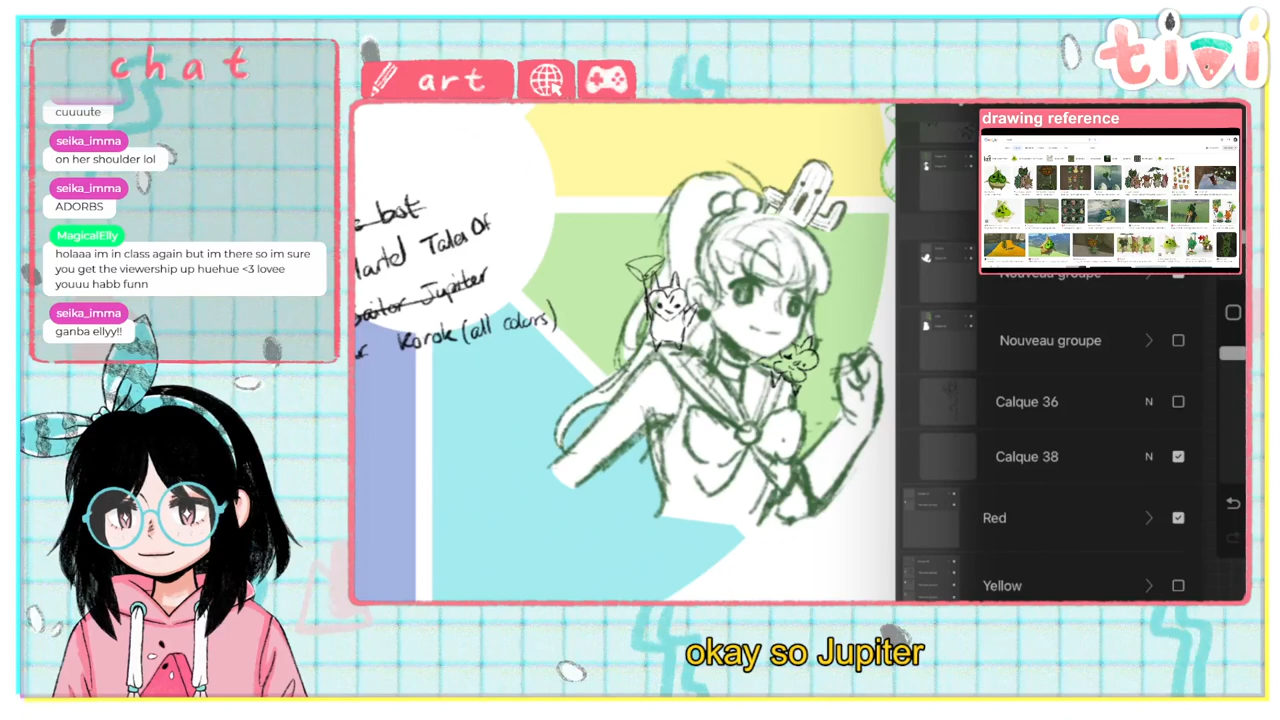 tivi
chat
cuuuute
seika_imma
on her shoulder lol
seika_imma
ADORBS
MagicalElly
holaaa im in class again but im there so im sure
you get the viewership up huehue <3 lovee
youuu habb funn
seika_imma
ganba ellyy!!
art
drawing reference
bot
Tales Of
Sailor Jupiter
Korok (all colors)
Nouveau groupe
Nouveau groupe
Calque 36
N
Calque 38
N
Red
Yellow
okay so Jupiter